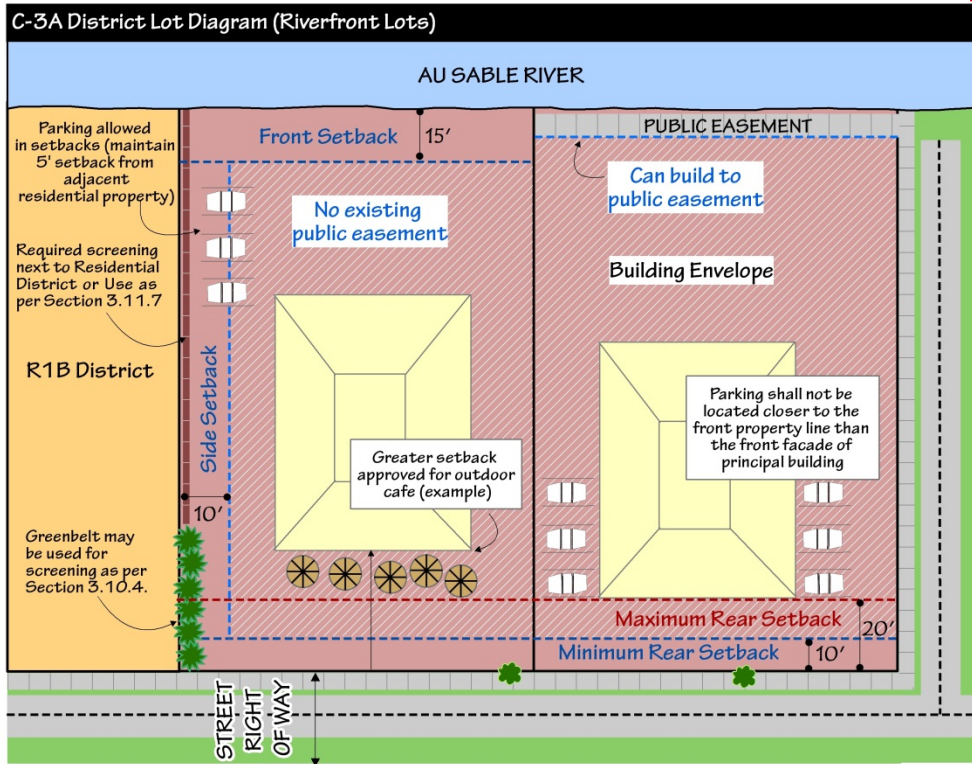 C-3A District Lot Diagram (Riverfront Lots)
AU SABLE RIVER
Parking allowed
in setbacks (maintain
5' setback from
adjacent
residential property)
Required screening
next to Residential
District or Use as
per Section 3.11.7
R1B District
Greenbelt may
be used for
screening as per
Section 3.10.4.
Front Setback
15'
No existing
public easement
Side Setback
10'
Greater setback
approved for outdoor
cafe (example)
PUBLIC EASEMENT
Can build to
public easement
Building Envelope
Parking shall not be
located closer to the
front property line than
the front facade of
principal building
Maximum Rear Setback
20'
Minimum Rear Setback
10'
STREET
RIGHT
OF WAY